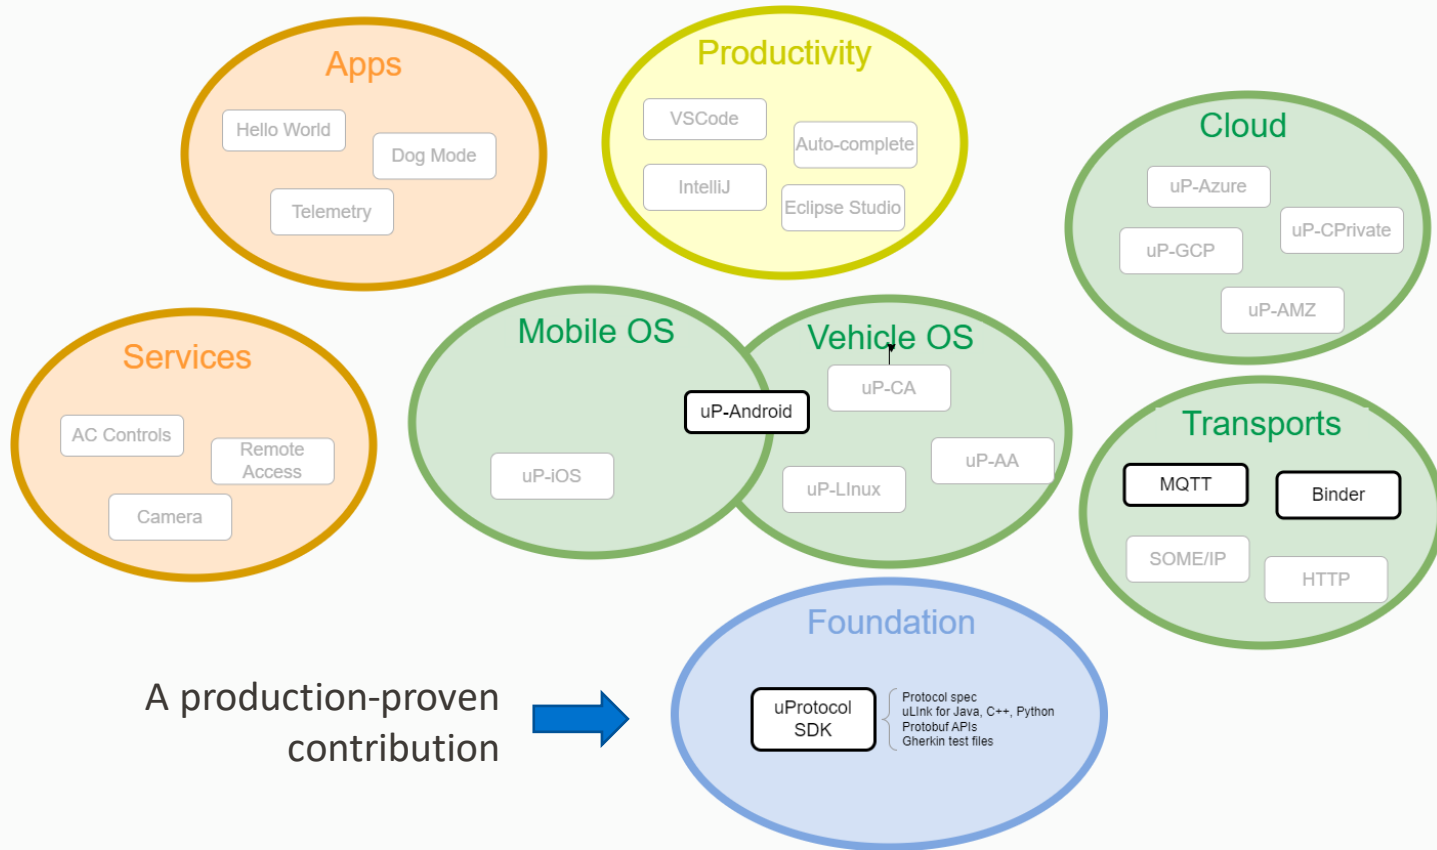 Apps
Hello World
Dog Mode
Telemetry
Productivity
VSCode
Auto-complete
IntelliJ
Eclipse Studio
Cloud
uP-Azure
uP-CPrivate
uP-GCP
uP-AMZ
Services
AC Controls
Remote
Access
Camera
Mobile OS
uP-Android
uP-iOS
Vehicle OS
uP-CA
uP-AA
uP-LInux
Transports
MQTT
Binder
SOME/IP
HTTP
A production-proven
contribution
Foundation
uProtocol
SDK
Protocol spec
uLInk for Java, C++, Python
Protobuf APIs
Gherkin test files